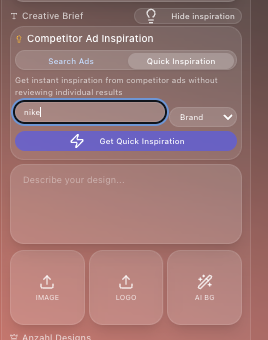 Creative Brief
Hide inspiration
Competitor Ad Inspiration
Search Ads
Quick Inspiration
Get instant inspiration from competitor ads without
reviewing individual results
nike
Brand
Get Quick Inspiration
Describe your design...
IMAGE
LOGO
AI BG
Anzahl Designs